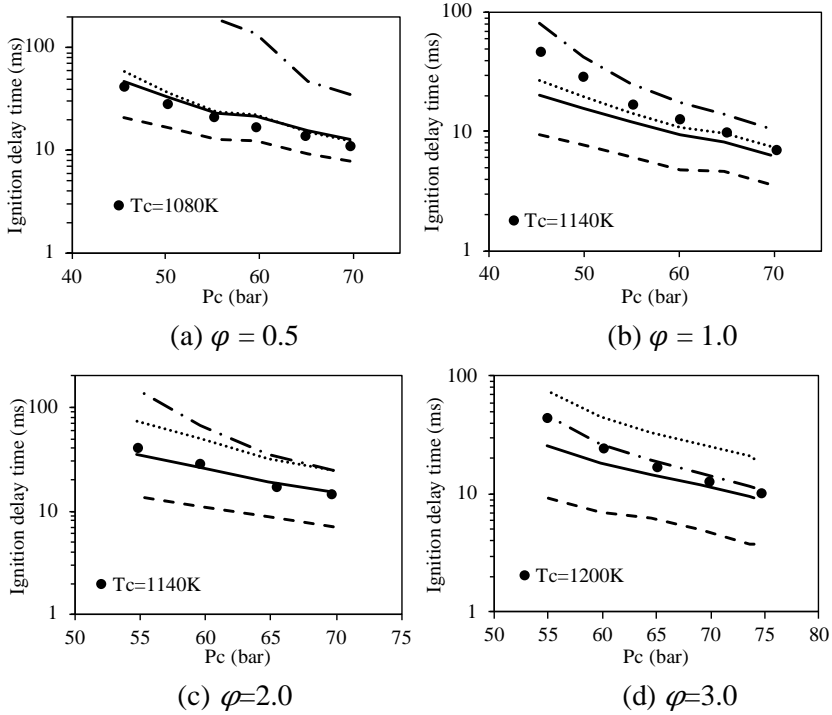 100
10
1
Ignition delay time (ms)
Tc=1080K
40 50 60 70
Pc (bar)
(a) φ = 0.5
100
10
1
Ignition delay time (ms)
Tc=1140K
40 50 60 70
Pc (bar)
(b) φ = 1.0
100
10
1
Ignition delay time (ms)
Tc=1140K
50 55 60 65 70 75
Pc (bar)
(c) φ=2.0
100
10
1
Ignition delay time (ms)
Tc=1200K
50 55 60 65 70 75 80
Pc (bar)
(d) φ=3.0